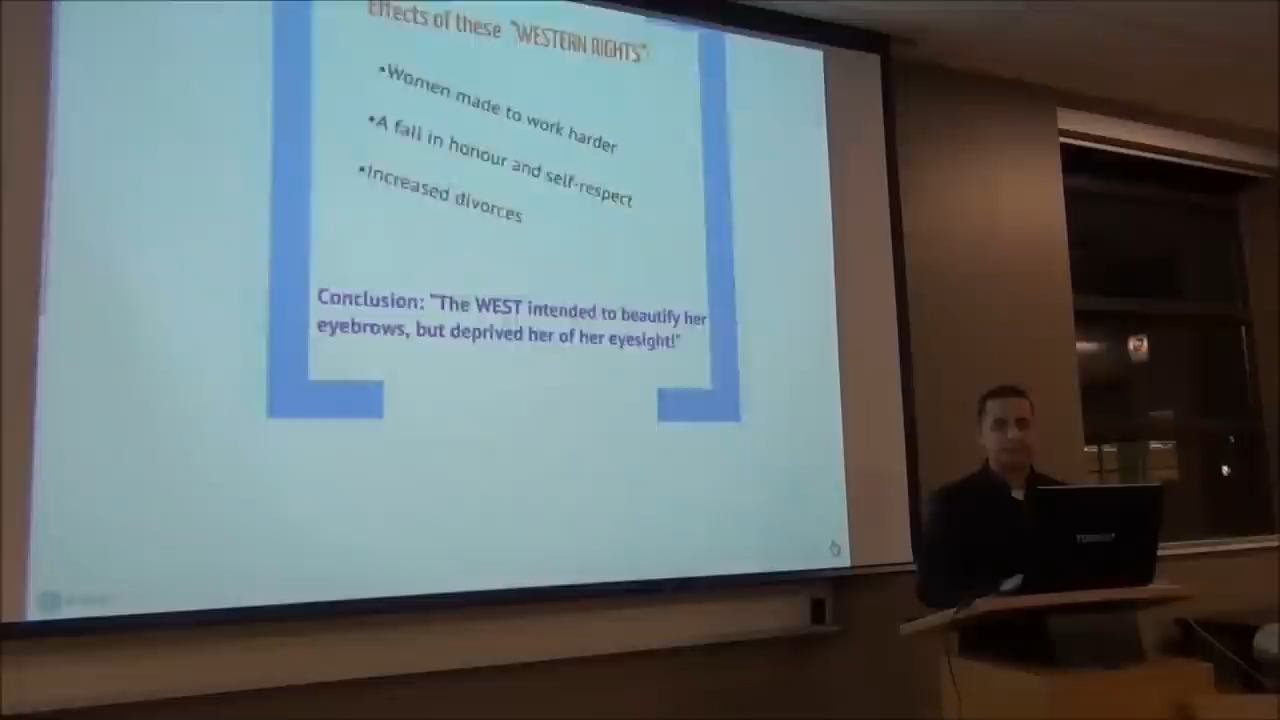 Effects of these "WESTERN RIGHTS":
•Women made to work harder
•A fall in honour and self-respect
•Increased divorces
Conclusion: "The WEST intended to beautify her
eyebrows, but deprived her of her eyesight!"
TOSHIBA